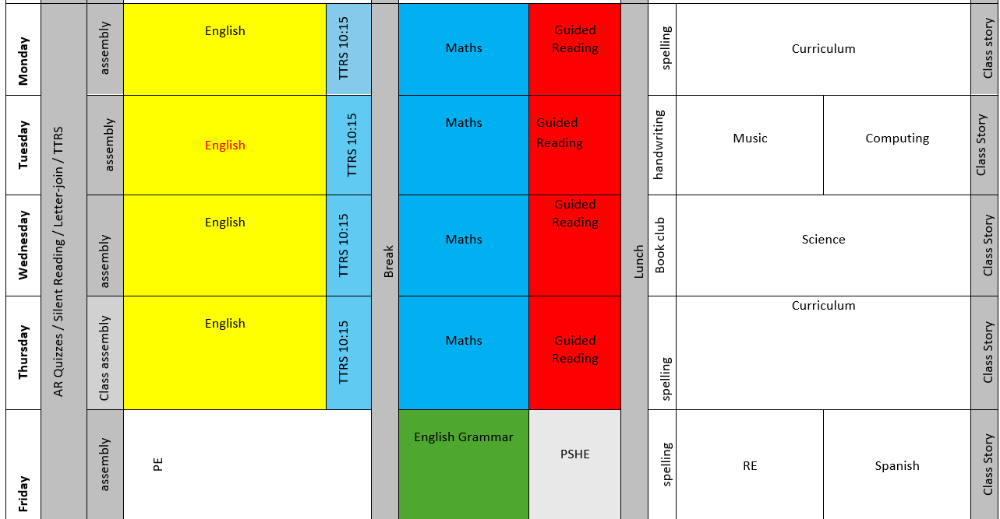 Monday
AR Quizzes / Silent Reading / Letter-join / TTRS
assembly
English
TTRS 10:15
Break
Maths
Guided
Reading
Lunch
spelling
Curriculum
Class story
Tuesday
assembly
English
TTRS 10:15
Maths
Guided
Reading
handwriting
Music
Computing
Class Story
Wednesday
assembly
English
TTRS 10:15
Maths
Guided
Reading
Book club
Science
Class Story
Thursday
Class assembly
English
TTRS 10:15
Maths
Guided
Reading
spelling
Curriculum
Class Story
Friday
assembly
PE
English Grammar
PSHE
spelling
RE
Spanish
Class Story